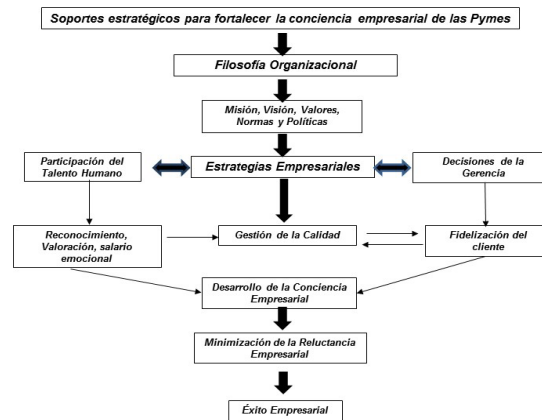 Soportes estratégicos para fortalecer la conciencia empresarial de las Pymes
Filosofía Organizacional
Misión, Visión, Valores,
Normas y Políticas
Participación del
Talento Humano
Estrategias Empresariales
Decisiones de la
Gerencia
Reconocimiento,
Valoración, salario
emocional
Gestión de la Calidad
Fidelización del
cliente
Desarrollo de la Conciencia
Empresarial
Minimización de la Reluctancia
Empresarial
Éxito Empresarial